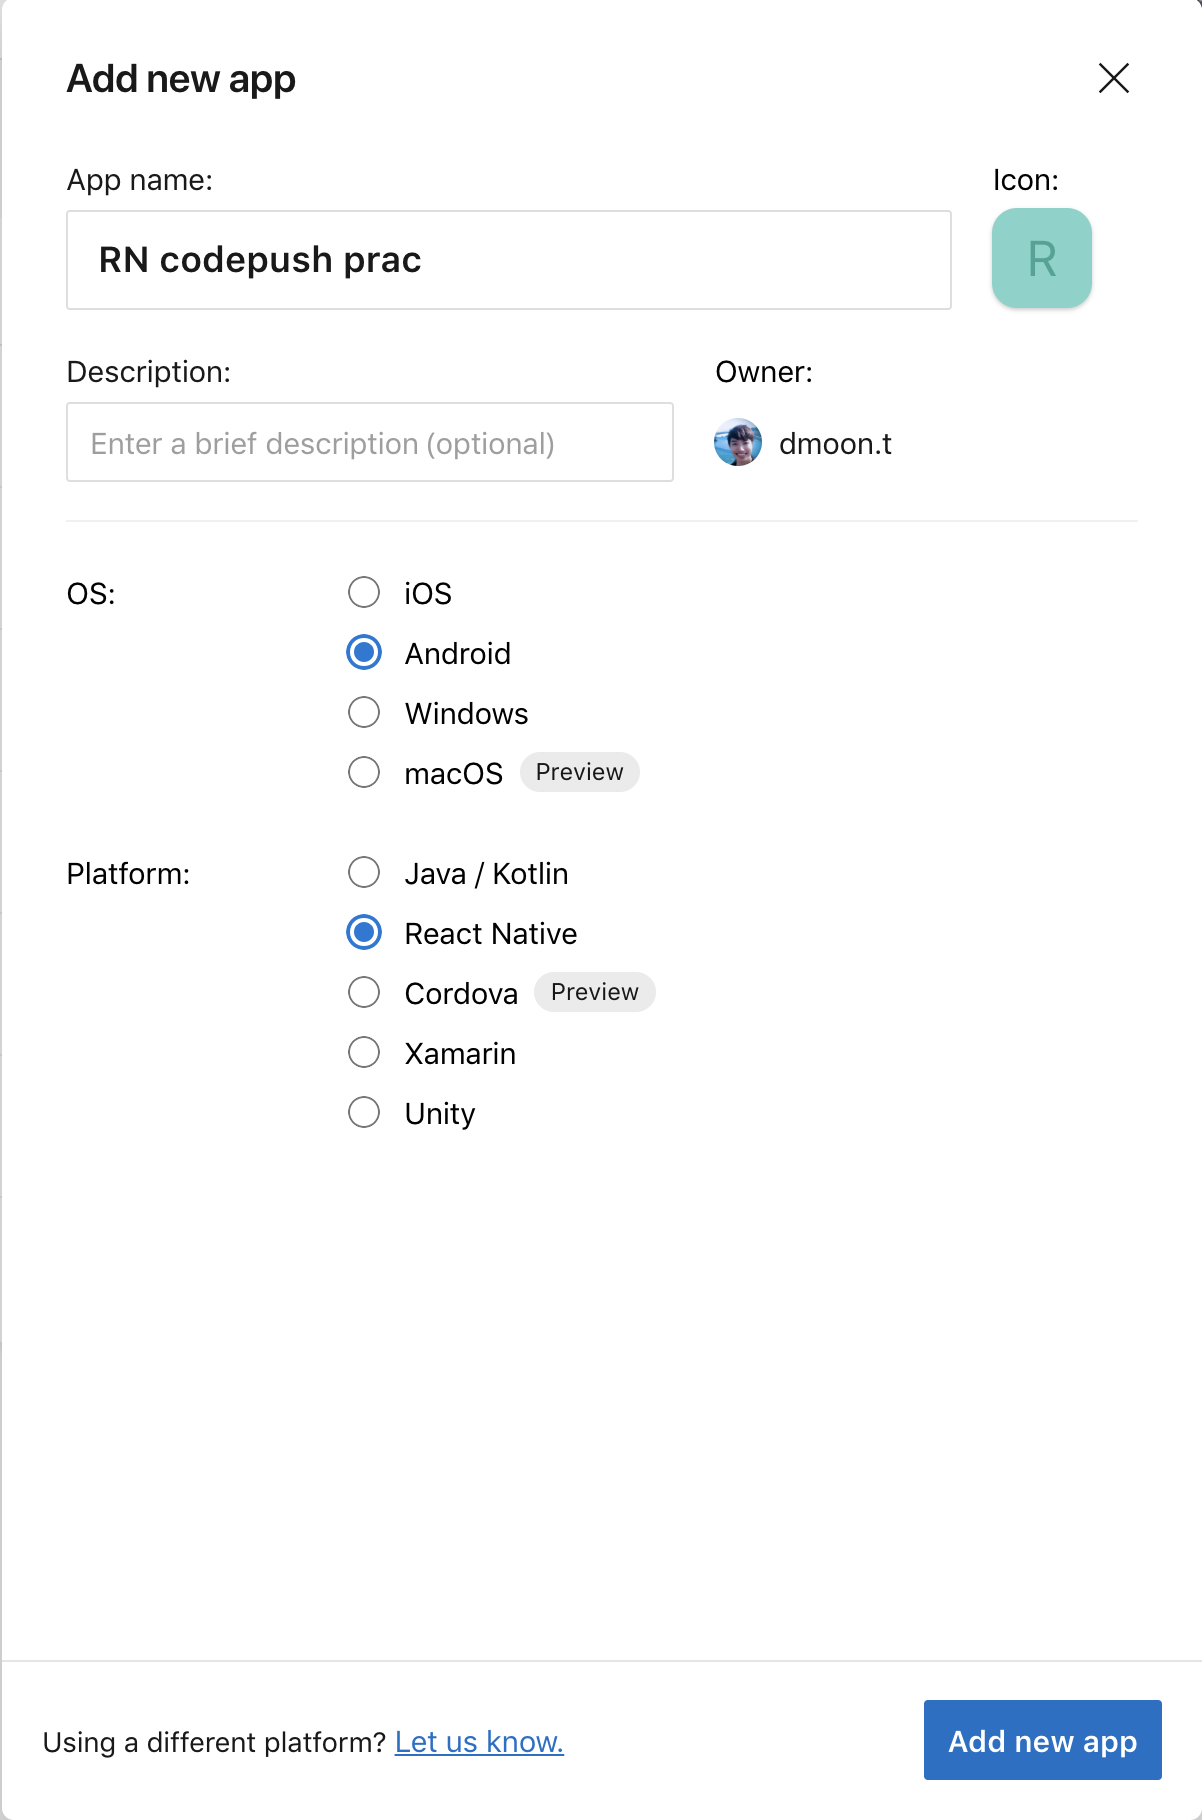 Add new app
App name:
Icon:
RN codepush prac
R
Description:
Owner:
Enter a brief description (optional)
dmoon.t
OS:
iOS
Android
Windows
macOS Preview
Platform:
Java / Kotlin
React Native
Cordova Preview
Xamarin
Unity
Using a different platform? Let us know.
Add new app